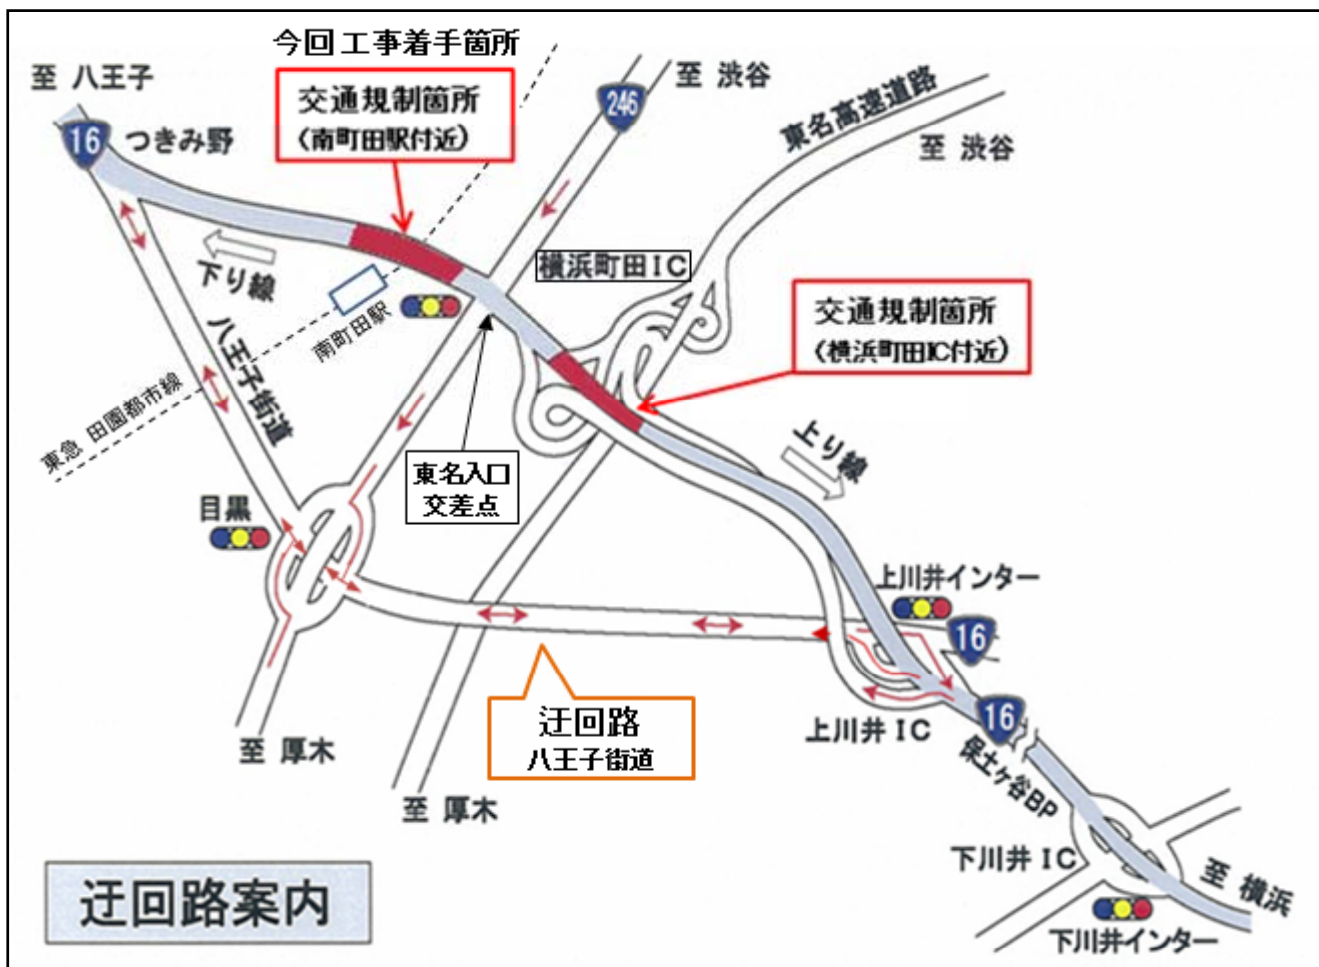 今回工事着手箇所
至 八王子
交通規制箇所
（南町田駅付近）
246
至 渋谷
東名高速道路
至 渋谷
16
つきみ野
下り線
横浜町田IC
交通規制箇所
（横浜町田IC付近）
南町田駅
八王子街道
東急 田園都市線
東名入口
交差点
上り線
目黒
上川井インター
16
迂回路
八王子街道
上川井IC
16
保土ヶ谷BP
至 厚木
至 厚木
下川井IC
至 横浜
下川井インター
迂回路案内